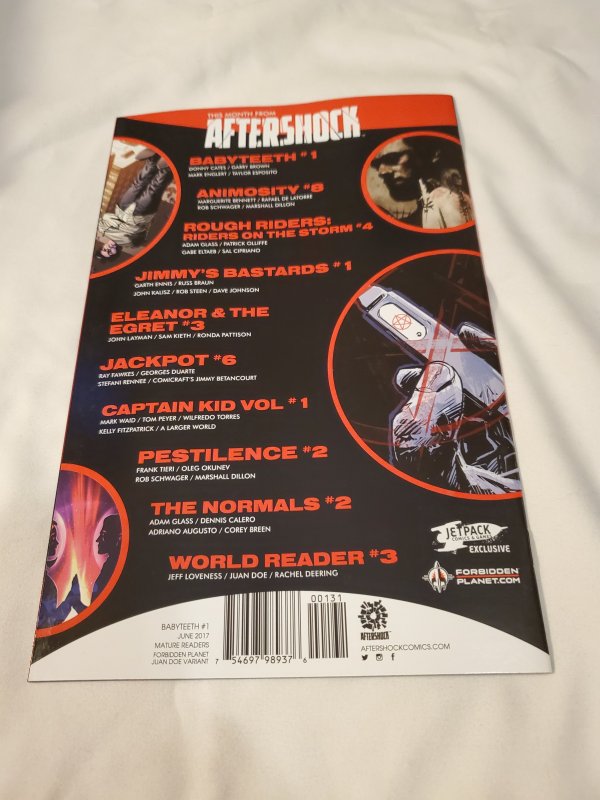 THIS MONTH FROM
AFTERSHOCK
BABYTEETH #1
DONNY CATES / GARRY BROWN
MARK ENGLERT / TAYLOR ESPOSITO
ANIMOSITY #8
MARGUERITE BENNETT / RAFAEL DE LATORRE
ROB SCHWAGER / MARSHALL DILLON
ROUGH RIDERS:
RIDERS ON THE STORM #4
ADAM GLASS / PATRICK OLLIFFE
GABE ELTAEB / SAL CIPRIANO
JIMMY'S BASTARDS #1
GARTH ENNIS / RUSS BRAUN
JOHN KALISZ / ROB STEEN / DAVE JOHNSON
ELEANOR & THE
EGRET #3
JOHN LAYMAN / SAM KIETH / RONDA PATTISON
JACKPOT #6
RAY FAWKES / GEORGES DUARTE
STEFANI RENNEE / COMICRAFT'S JIMMY BETANCOURT
CAPTAIN KID VOL #1
MARK WAID / TOM PEYER / WILFREDO TORRES
KELLY FITZPATRICK / A LARGER WORLD
PESTILENCE #2
FRANK TIERI / OLEG OKUNEV
ROB SCHWAGER / MARSHALL DILLON
THE NORMALS #2
ADAM GLASS / DENNIS CALERO
ADRIANO AUGUSTO / COREY BREEN
WORLD READER #3
JEFF LOVENESS / JUAN DOE / RACHEL DEERING
JETPACK
COMICS & GAMES
EXCLUSIVE
FORBIDDEN
PLANET.COM
BABYTEETH #1
JUNE 2017
MATURE READERS
FORBIDDEN PLANET
JUAN DOE VARIANT
00131
7 54697 98937 6
AFTERSHOCK
AFTERSHOCKCOMICS.COM